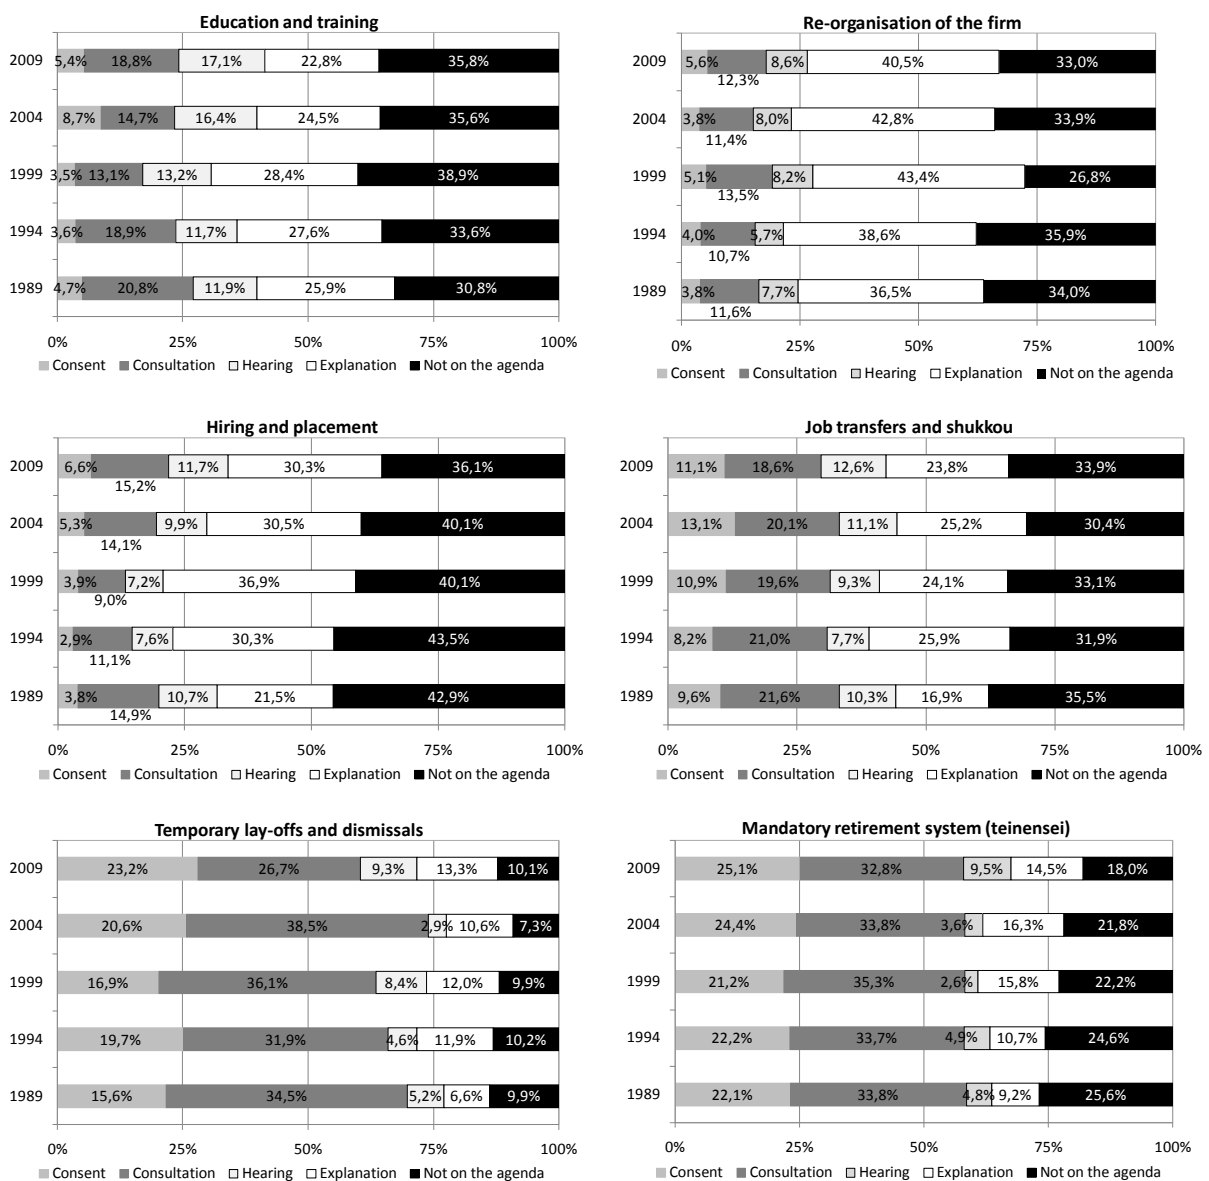 Education and training
2009 5,4% 18,8% 17,1% 22,8% 35,8%
2004 8,7% 14,7% 16,4% 24,5% 35,6%
1999 3,5% 13,1% 13,2% 28,4% 38,9%
1994 3,6% 18,9% 11,7% 27,6% 33,6%
1989 4,7% 20,8% 11,9% 25,9% 30,8%
0% 25% 50% 75% 100%
Consent Consultation Hearing Explanation Not on the agenda
Re-organisation of the firm
2009 5,6% 8,6% 40,5% 33,0%
12,3%
2004 3,8% 8,0% 42,8% 33,9%
11,4%
1999 5,1% 8,2% 43,4% 26,8%
13,5%
1994 4,0% 5,7% 38,6% 35,9%
10,7%
1989 3,8% 7,7% 36,5% 34,0%
11,6%
0% 25% 50% 75% 100%
Consent Consultation Hearing Explanation Not on the agenda
Hiring and placement
2009 6,6% 11,7% 30,3% 36,1%
15,2%
2004 5,3% 9,9% 30,5% 40,1%
14,1%
1999 3,9% 7,2% 36,9% 40,1%
9,0%
1994 2,9% 7,6% 30,3% 43,5%
11,1%
1989 3,8% 10,7% 21,5% 42,9%
14,9%
0% 25% 50% 75% 100%
Consent Consultation Hearing Explanation Not on the agenda
Job transfers and shukkou
2009 11,1% 18,6% 12,6% 23,8% 33,9%
2004 13,1% 20,1% 11,1% 25,2% 30,4%
1999 10,9% 19,6% 9,3% 24,1% 33,1%
1994 8,2% 21,0% 7,7% 25,9% 31,9%
1989 9,6% 21,6% 10,3% 16,9% 35,5%
0% 25% 50% 75% 100%
Consent Consultation Hearing Explanation Not on the agenda
Temporary lay-offs and dismissals
2009 23,2% 26,7% 9,3% 13,3% 10,1%
2004 20,6% 38,5% 2,9% 10,6% 7,3%
1999 16,9% 36,1% 8,4% 12,0% 9,9%
1994 19,7% 31,9% 4,6% 11,9% 10,2%
1989 15,6% 34,5% 5,2% 6,6% 9,9%
0% 25% 50% 75% 100%
Consent Consultation Hearing Explanation Not on the agenda
Mandatory retirement system (teinensei)
2009 25,1% 32,8% 9,5% 14,5% 18,0%
2004 24,4% 33,8% 3,6% 16,3% 21,8%
1999 21,2% 35,3% 2,6% 15,8% 22,2%
1994 22,2% 33,7% 4,9% 10,7% 24,6%
1989 22,1% 33,8% 4,8% 9,2% 25,6%
0% 25% 50% 75% 100%
Consent Consultation Hearing Explanation Not on the agenda